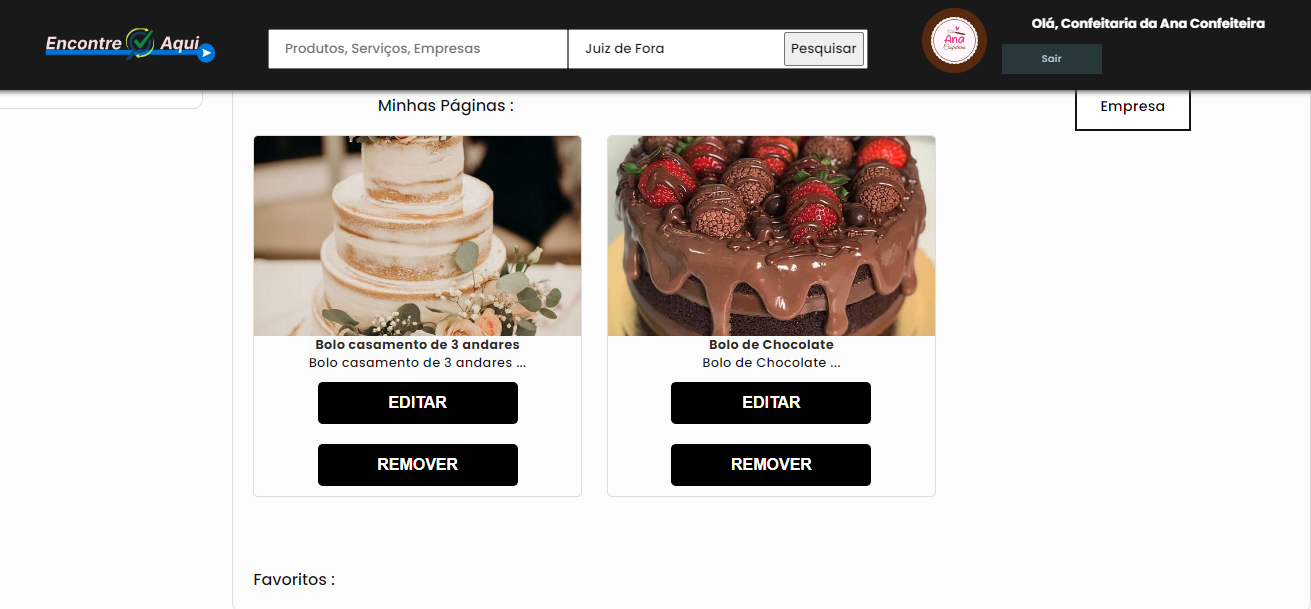 Encontre Aqui
Produtos, Serviços, Empresas
Juiz de Fora
Pesquisar
Ana
Confeiteira
Olá, Confeitaria da Ana Confeiteira
Sair
Minhas Páginas :
Empresa
Bolo casamento de 3 andares
Bolo casamento de 3 andares ...
EDITAR
REMOVER
Bolo de Chocolate
Bolo de Chocolate ...
EDITAR
REMOVER
Favoritos :